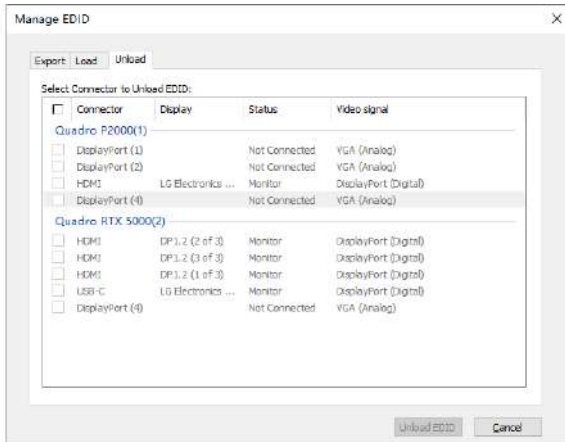 Manage EDID
Export Load Unload
Select Connector to Unload EDID:
Connector Display Status Video signal
Quadro P2000(1)
DisplayPort (1) Not Connected VGA (Analog)
DisplayPort (2) Not Connected VGA (Analog)
HDMI LG Electronics ... Monitor DisplayPort (Digital)
DisplayPort (4) Not Connected VGA (Analog)
Quadro RTX 5000(2)
HDMI DP1.2 (2 of 3) Monitor DisplayPort (Digital)
HDMI DP1.2 (3 of 3) Monitor DisplayPort (Digital)
HDMI DP1.2 (1 of 3) Monitor DisplayPort (Digital)
USB-C LG Electronics ... Monitor DisplayPort (Digital)
DisplayPort (4) Not Connected VGA (Analog)
Unload EDID Cancel